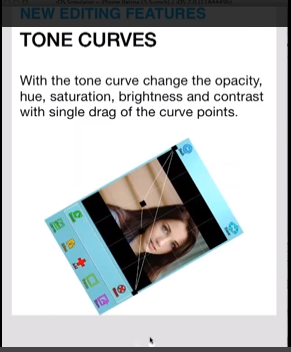 NEW EDITING FEATURES
TONE CURVES
With the tone curve change the opacity,
hue, saturation, brightness and contrast
with single drag of the curve points.